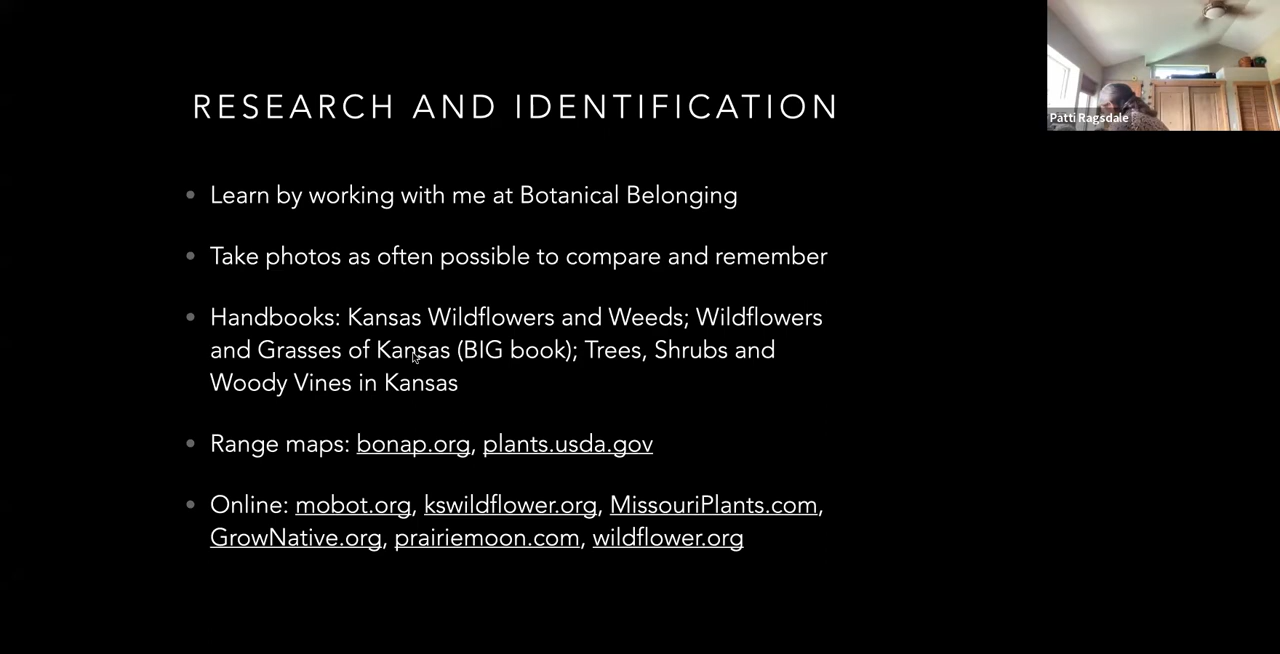 RESEARCH AND IDENTIFICATION
Patti Ragsdale
Learn by working with me at Botanical Belonging
Take photos as often possible to compare and remember
Handbooks: Kansas Wildflowers and Weeds; Wildflowers
and Grasses of Kansas (BIG book); Trees, Shrubs and
Woody Vines in Kansas
Range maps: bonap.org, plants.usda.gov
Online: mobot.org, kswildflower.org, MissouriPlants.com,
GrowNative.org, prairiemoon.com, wildflower.org